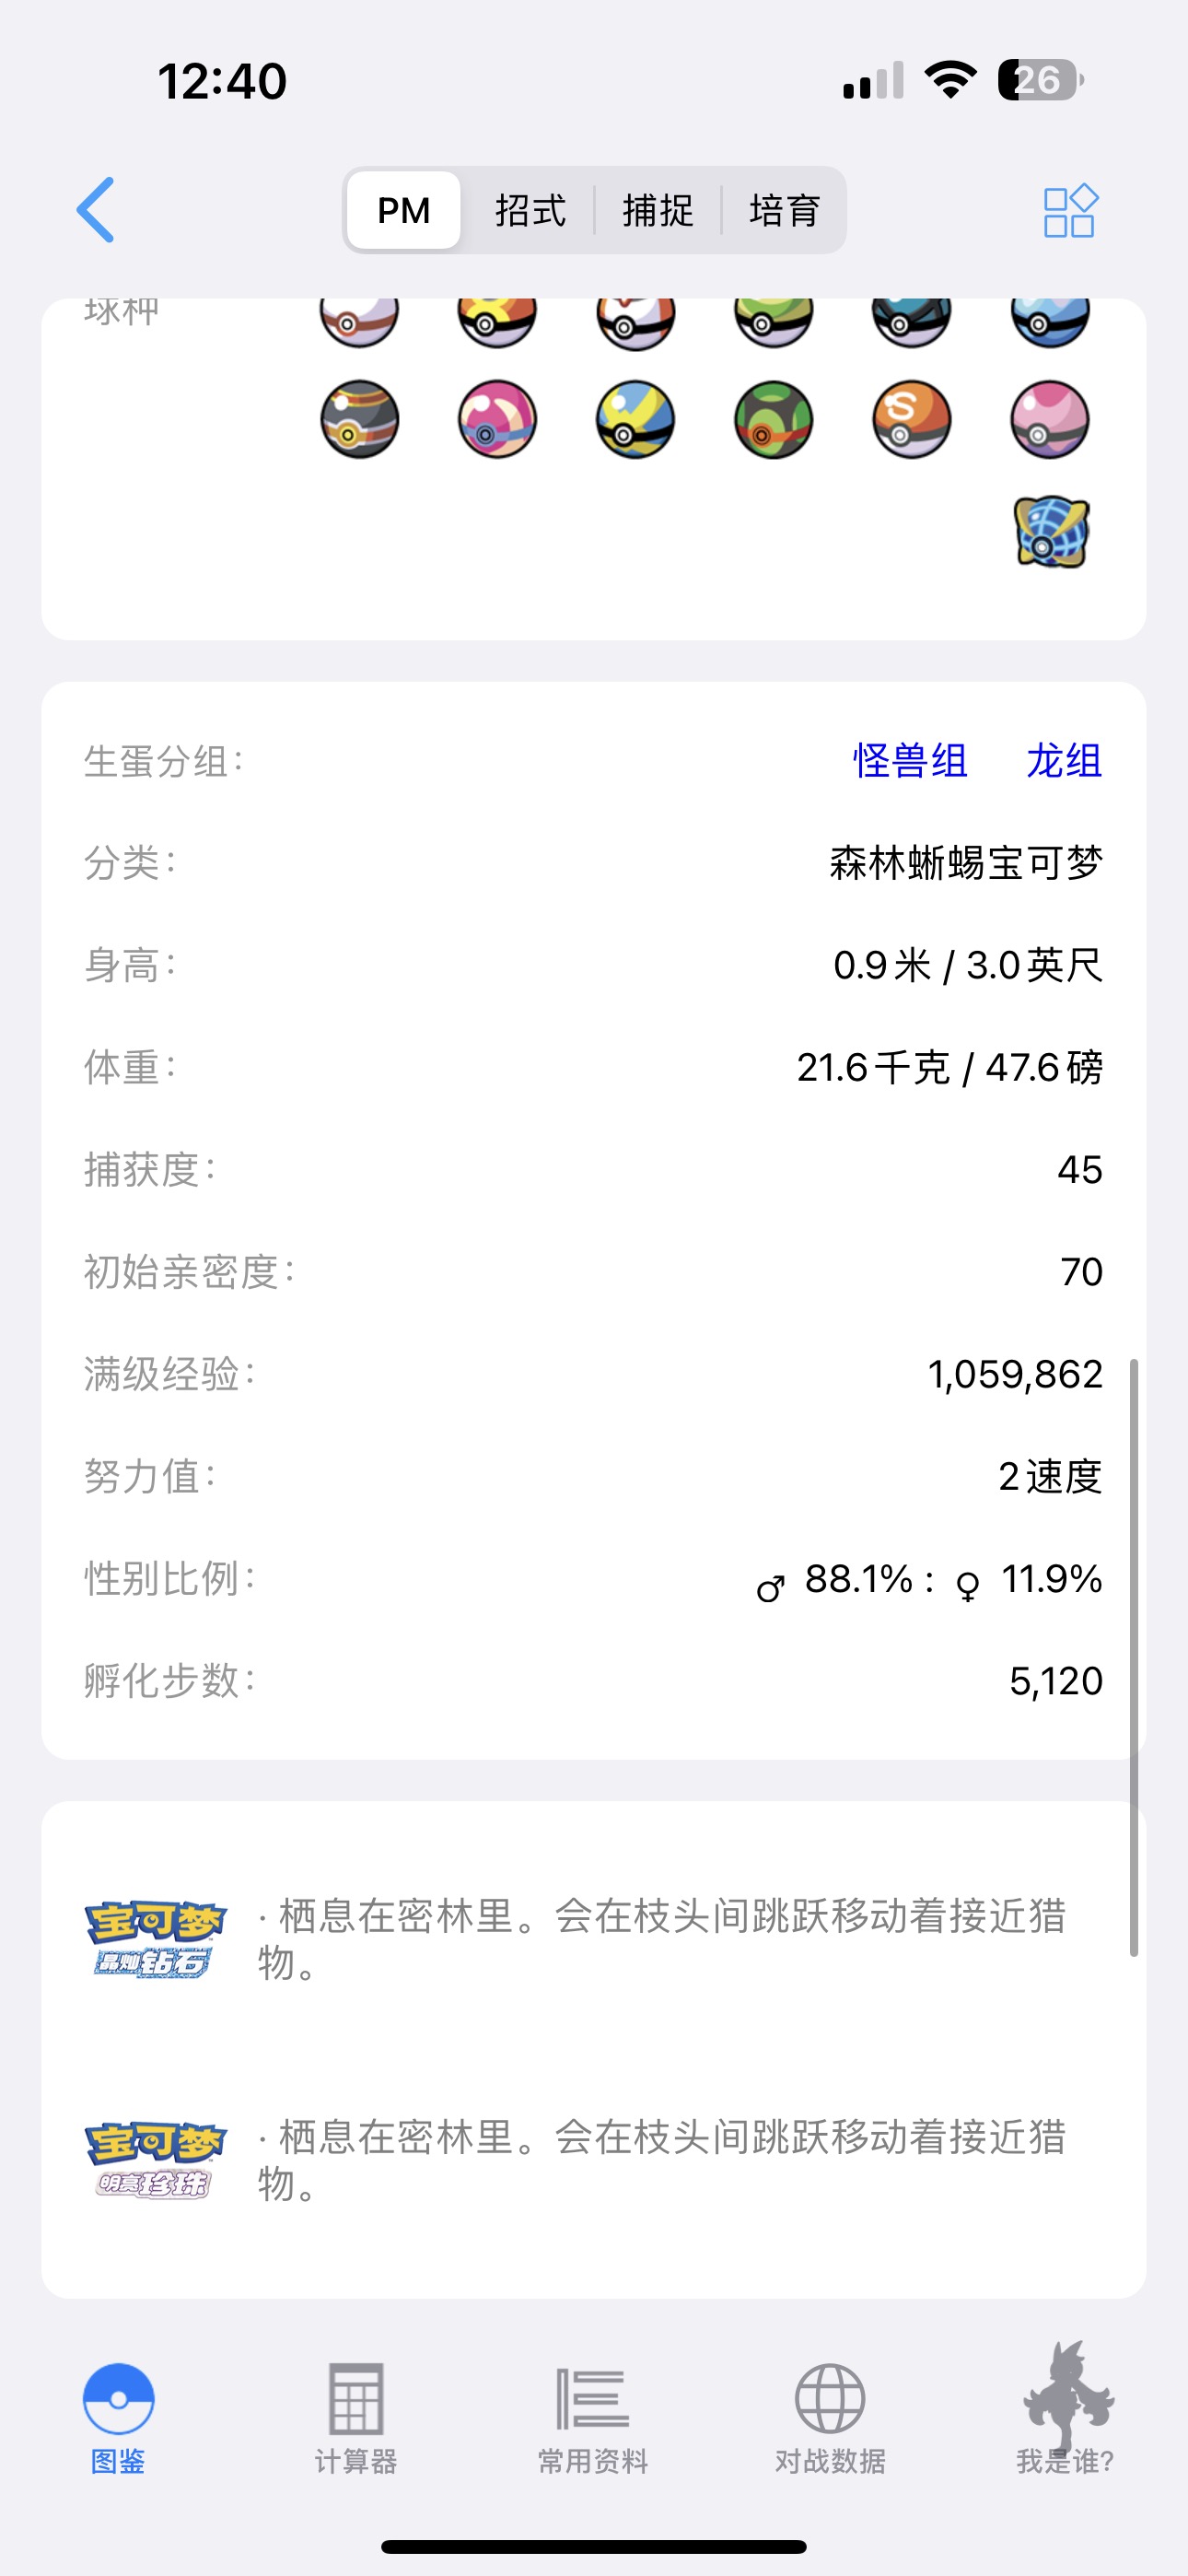 12:40
26
PM 招式 捕捉 培育
球种
生蛋分组： 怪兽组 龙组
分类： 森林蜥蜴宝可梦
身高： 0.9米 / 3.0英尺
体重： 21.6千克 / 47.6磅
捕获度： 45
初始亲密度： 70
满级经验： 1,059,862
努力值： 2速度
性别比例： ♂ 88.1% : ♀ 11.9%
孵化步数： 5,120
宝可梦
晶灿钻石
· 栖息在密林里。会在枝头间跳跃移动着接近猎
物。
宝可梦
明亮珍珠
· 栖息在密林里。会在枝头间跳跃移动着接近猎
物。
图鉴 计算器 常用资料 对战数据 我是谁?